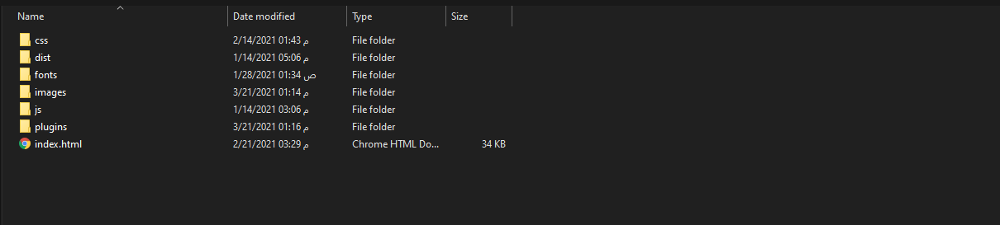 Name Date modified Type Size
css 2/14/2021 01:43 م File folder
dist 1/14/2021 05:06 م File folder
fonts 1/28/2021 01:34 ص File folder
images 3/21/2021 01:14 م File folder
js 1/14/2021 03:06 م File folder
plugins 3/21/2021 01:16 م File folder
index.html 2/21/2021 03:29 م Chrome HTML Do... 34 KB